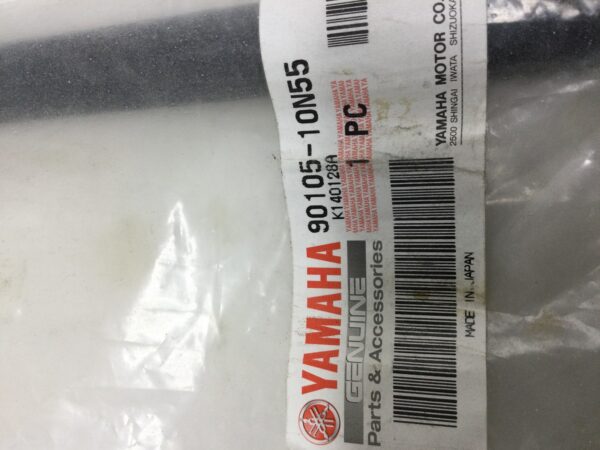 YAMAHA 90105-10N55
K140128A
GENUINE
Parts & Accessories
1 PC
YAMAHA MOTOR CO.
2500 SHINGAI IWATA SHIZUOKA
MADE IN JAPAN